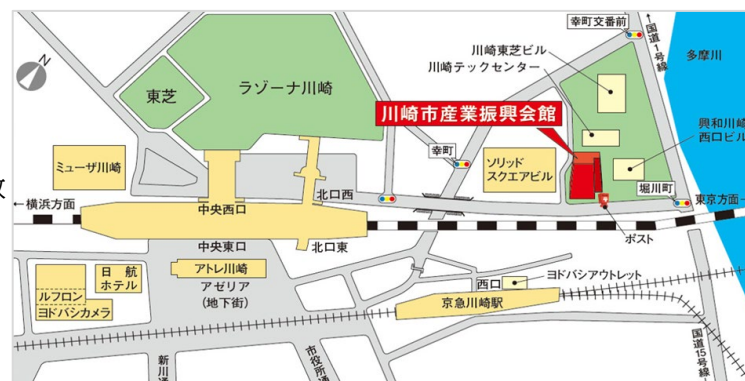 幸町交番前
↑国道1号線
多摩川
川崎東芝ビル
川崎テックセンター
N
東芝
ラゾーナ川崎
川崎市産業振興会館
興和川崎
西口ビル
幸町
ミューザ川崎
ソリッド
スクエアビル
堀川町
北口西
←横浜方面
中央西口
東京方面→
ポスト
中央東口
北口東
日航
ホテル
アトレ川崎
アゼリア
(地下街)
ルフロン
ヨドバシカメラ
西口
ヨドバシアウトレット
京急川崎駅
新川通
市役所通
国道15号線